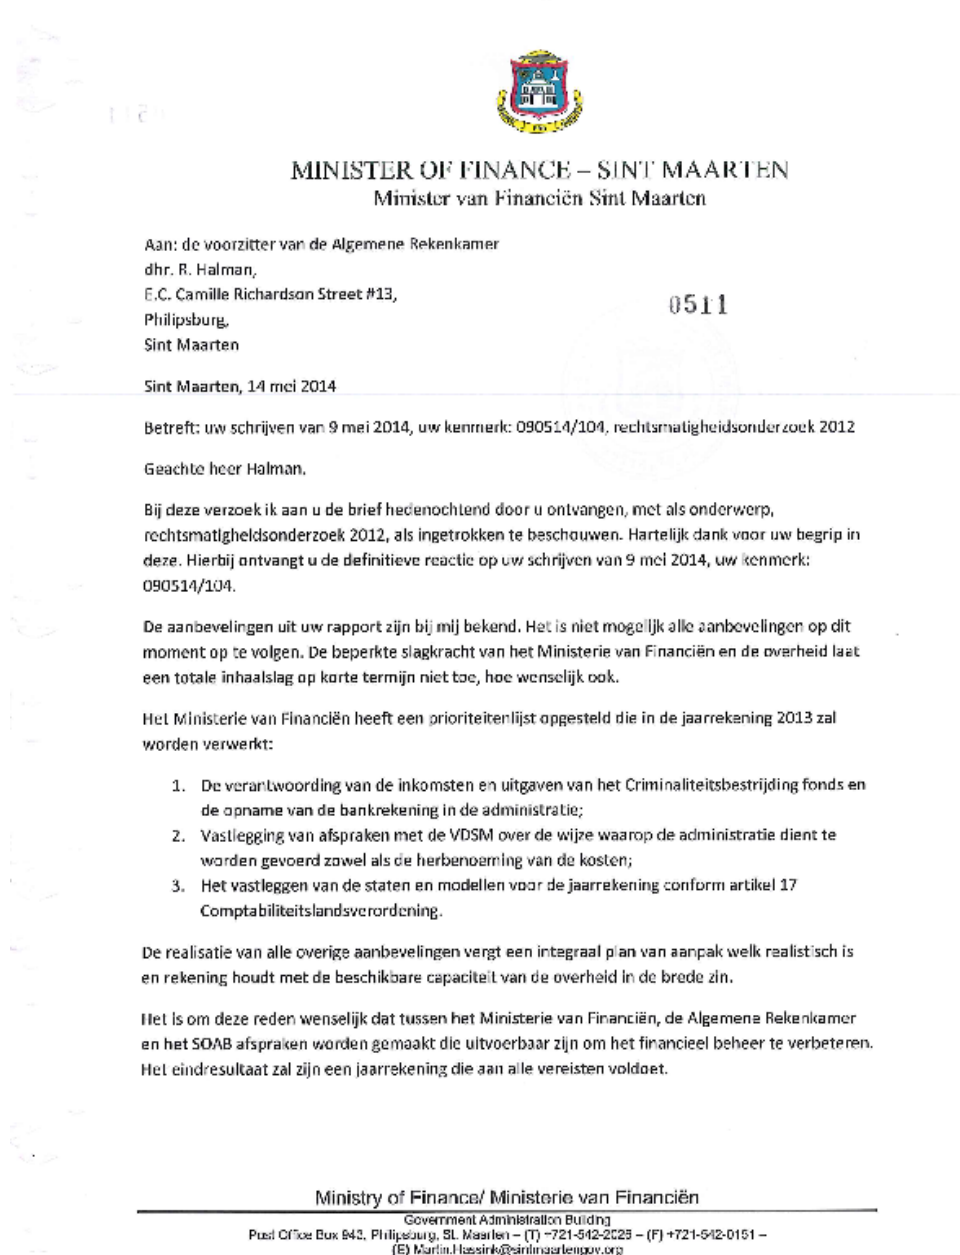 MINISTER OF FINANCE – SINT MAARTEN
Minister van Financiën Sint Maarten
Aan: de voorzitter van de Algemene Rekenkamer
dhr. R. Halman,
E.C. Camille Richardson Street #13,
0511
Philipsburg,
Sint Maarten
Sint Maarten, 14 mei 2014
Betreft: uw schrijven van 9 mei 2014, uw kenmerk: 090514/104, rechtsmatigheidsonderzoek 2012
Geachte heer Halman,
Bij deze verzoek ik aan u de brief hedenochtend door u ontvangen, met als onderwerp,
rechtsmatigheidsonderzoek 2012, als ingetrokken te beschouwen. Hartelijk dank voor uw begrip in
deze. Hierbij ontvangt u de definitieve reactie op uw schrijven van 9 mei 2014, uw kenmerk:
090514/104.
De aanbevelingen uit uw rapport zijn bij mij bekend. Het is niet mogelijk alle aanbevelingen op dit
moment op te volgen. De beperkte slagkracht van het Ministerie van Financiën en de overheid laat
een totale inhaalslag op korte termijn niet toe, hoe wenselijk ook.
Het Ministerie van Financiën heeft een prioriteitenlijst opgesteld die in de jaarrekening 2013 zal
worden verwerkt:
1. De verantwoording van de inkomsten en uitgaven van het Criminaliteitsbestrijding fonds en
de opname van de bankrekening in de administratie;
2. Vastlegging van afspraken met de VDSM over de wijze waarop de administratie dient te
worden gevoerd zowel als de herbenoeming van de kosten;
3. Het vastleggen van de staten en modellen voor de jaarrekening conform artikel 17
Comptabiliteitslandsverordening.
De realisatie van alle overige aanbevelingen vergt een integraal plan van aanpak welk realistisch is
en rekening houdt met de beschikbare capaciteit van de overheid in de brede zin.
Het is om deze reden wenselijk dat tussen het Ministerie van Financiën, de Algemene Rekenkamer
en het SOAB afspraken worden gemaakt die uitvoerbaar zijn om het financieel beheer te verbeteren.
Het eindresultaat zal zijn een jaarrekening die aan alle vereisten voldoet.
Ministry of Finance/ Ministerie van Financiën
Government Administration Building
Post Office Box 943, Philipsburg, St. Maarten – (T) +721-542-2026 – (F) +721-542-0151 –
(E) Martin.Hassink@sintmaartengov.org